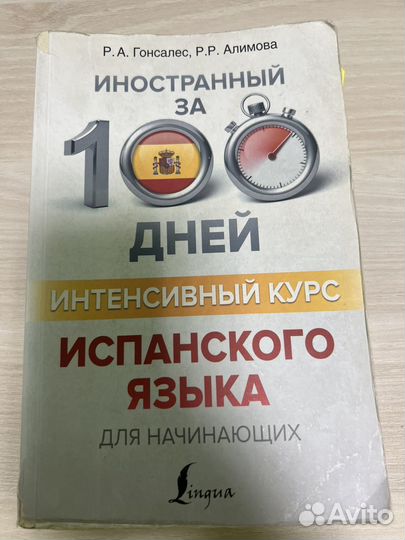 Р. А. Гонсалес, Р.Р. Алимова
ИНОСТРАННЫЙ
ЗА
100
ДНЕЙ
ИНТЕНСИВНЫЙ КУРС
ИСПАНСКОГО
ЯЗЫКА
ДЛЯ НАЧИНАЮЩИХ
Lingua
Avito